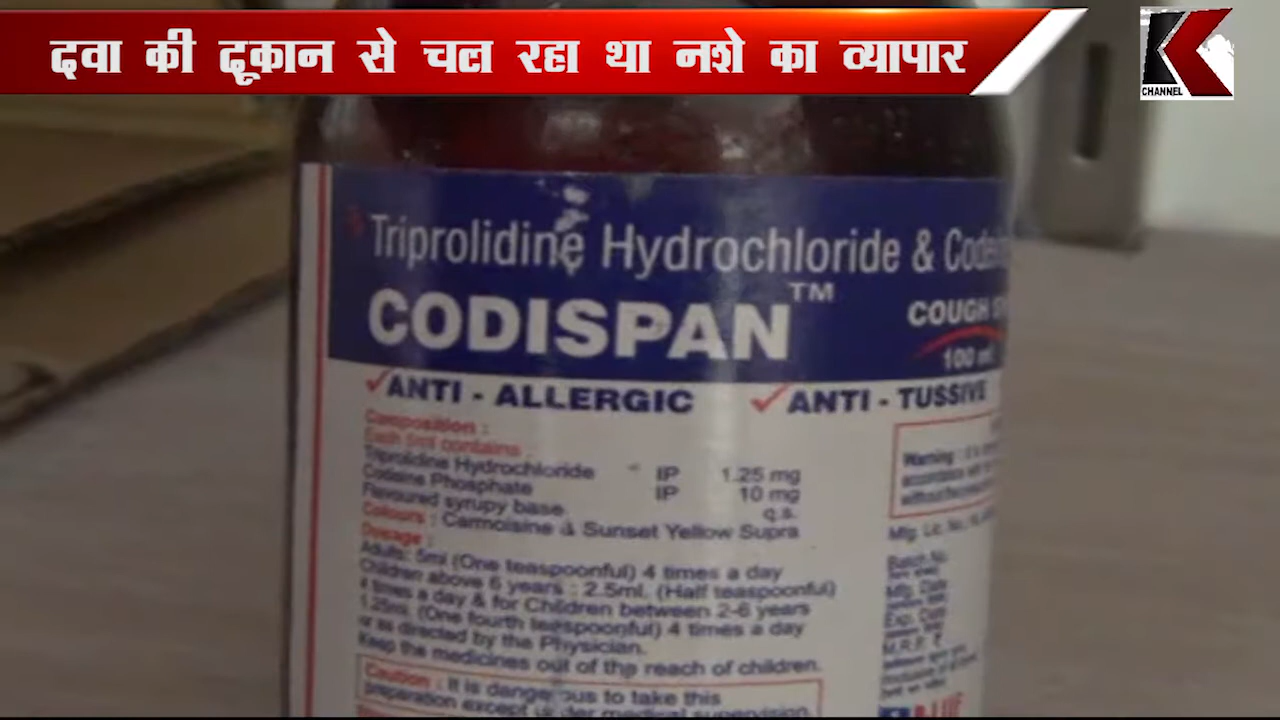 दवा की दूकान से चल रहा था नशे का व्यापार
K
CHANNEL
Triprolidine Hydrochloride &
CODISPAN™
COUGH
100 ml
✓ANTI - ALLERGIC ✓ANTI - TUSSIVE
Composition :
Each 5ml contains :
Triprolidine Hydrochloride IP 1.25 mg
Codeine Phosphate IP 10 mg
Flavoured syrupy base q.s.
Colours : Carmoisine & Sunset Yellow Supra
Dosage :
Adults: 5ml (One teaspoonful) 4 times a day
Children above 6 years : 2.5ml. (Half teaspoonful)
4 times a day & for Children between 2-6 years
1.25ml. (One fourth teaspoonful) 4 times a day
or as directed by the Physician.
Keep the medicines out of the reach of children.
Caution : It is dangerous to take this
preparation except under medical supervision.
Warning :
Mfg. Lic. No.
Batch No.
Mfg. Date
Exp. Date
M.R.P. ₹